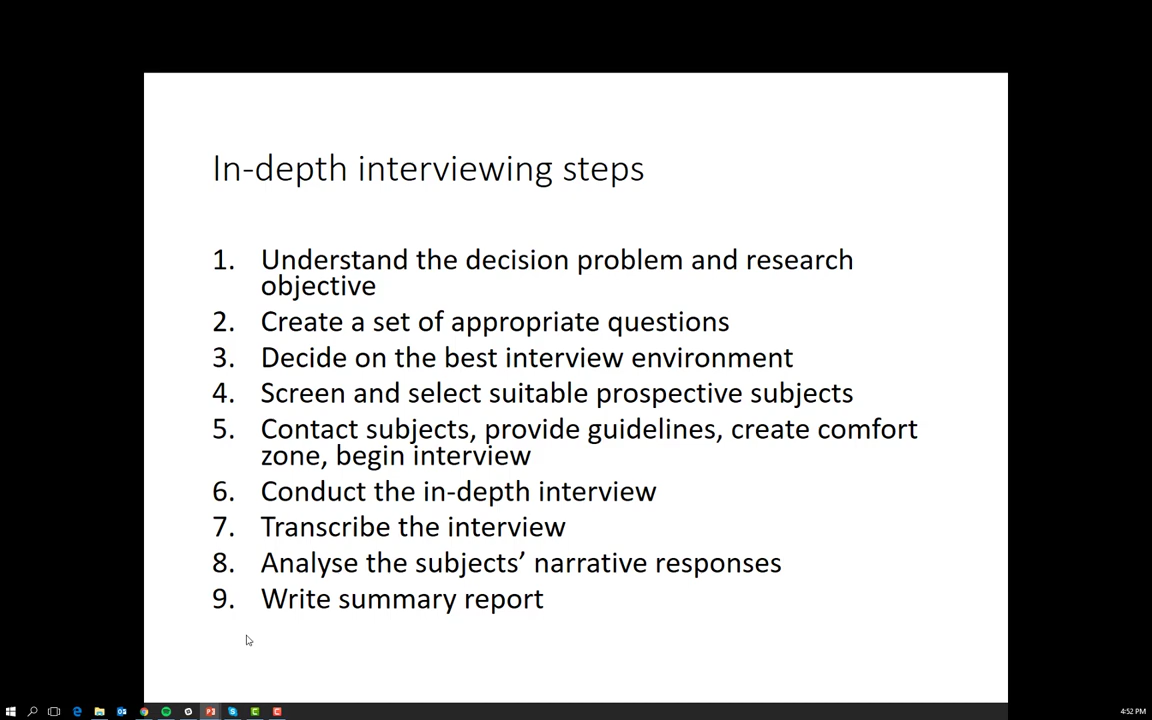 In-depth interviewing steps
1. Understand the decision problem and research
objective
2. Create a set of appropriate questions
3. Decide on the best interview environment
4. Screen and select suitable prospective subjects
5. Contact subjects, provide guidelines, create comfort
zone, begin interview
6. Conduct the in-depth interview
7. Transcribe the interview
8. Analyse the subjects’ narrative responses
9. Write summary report
4:52 PM